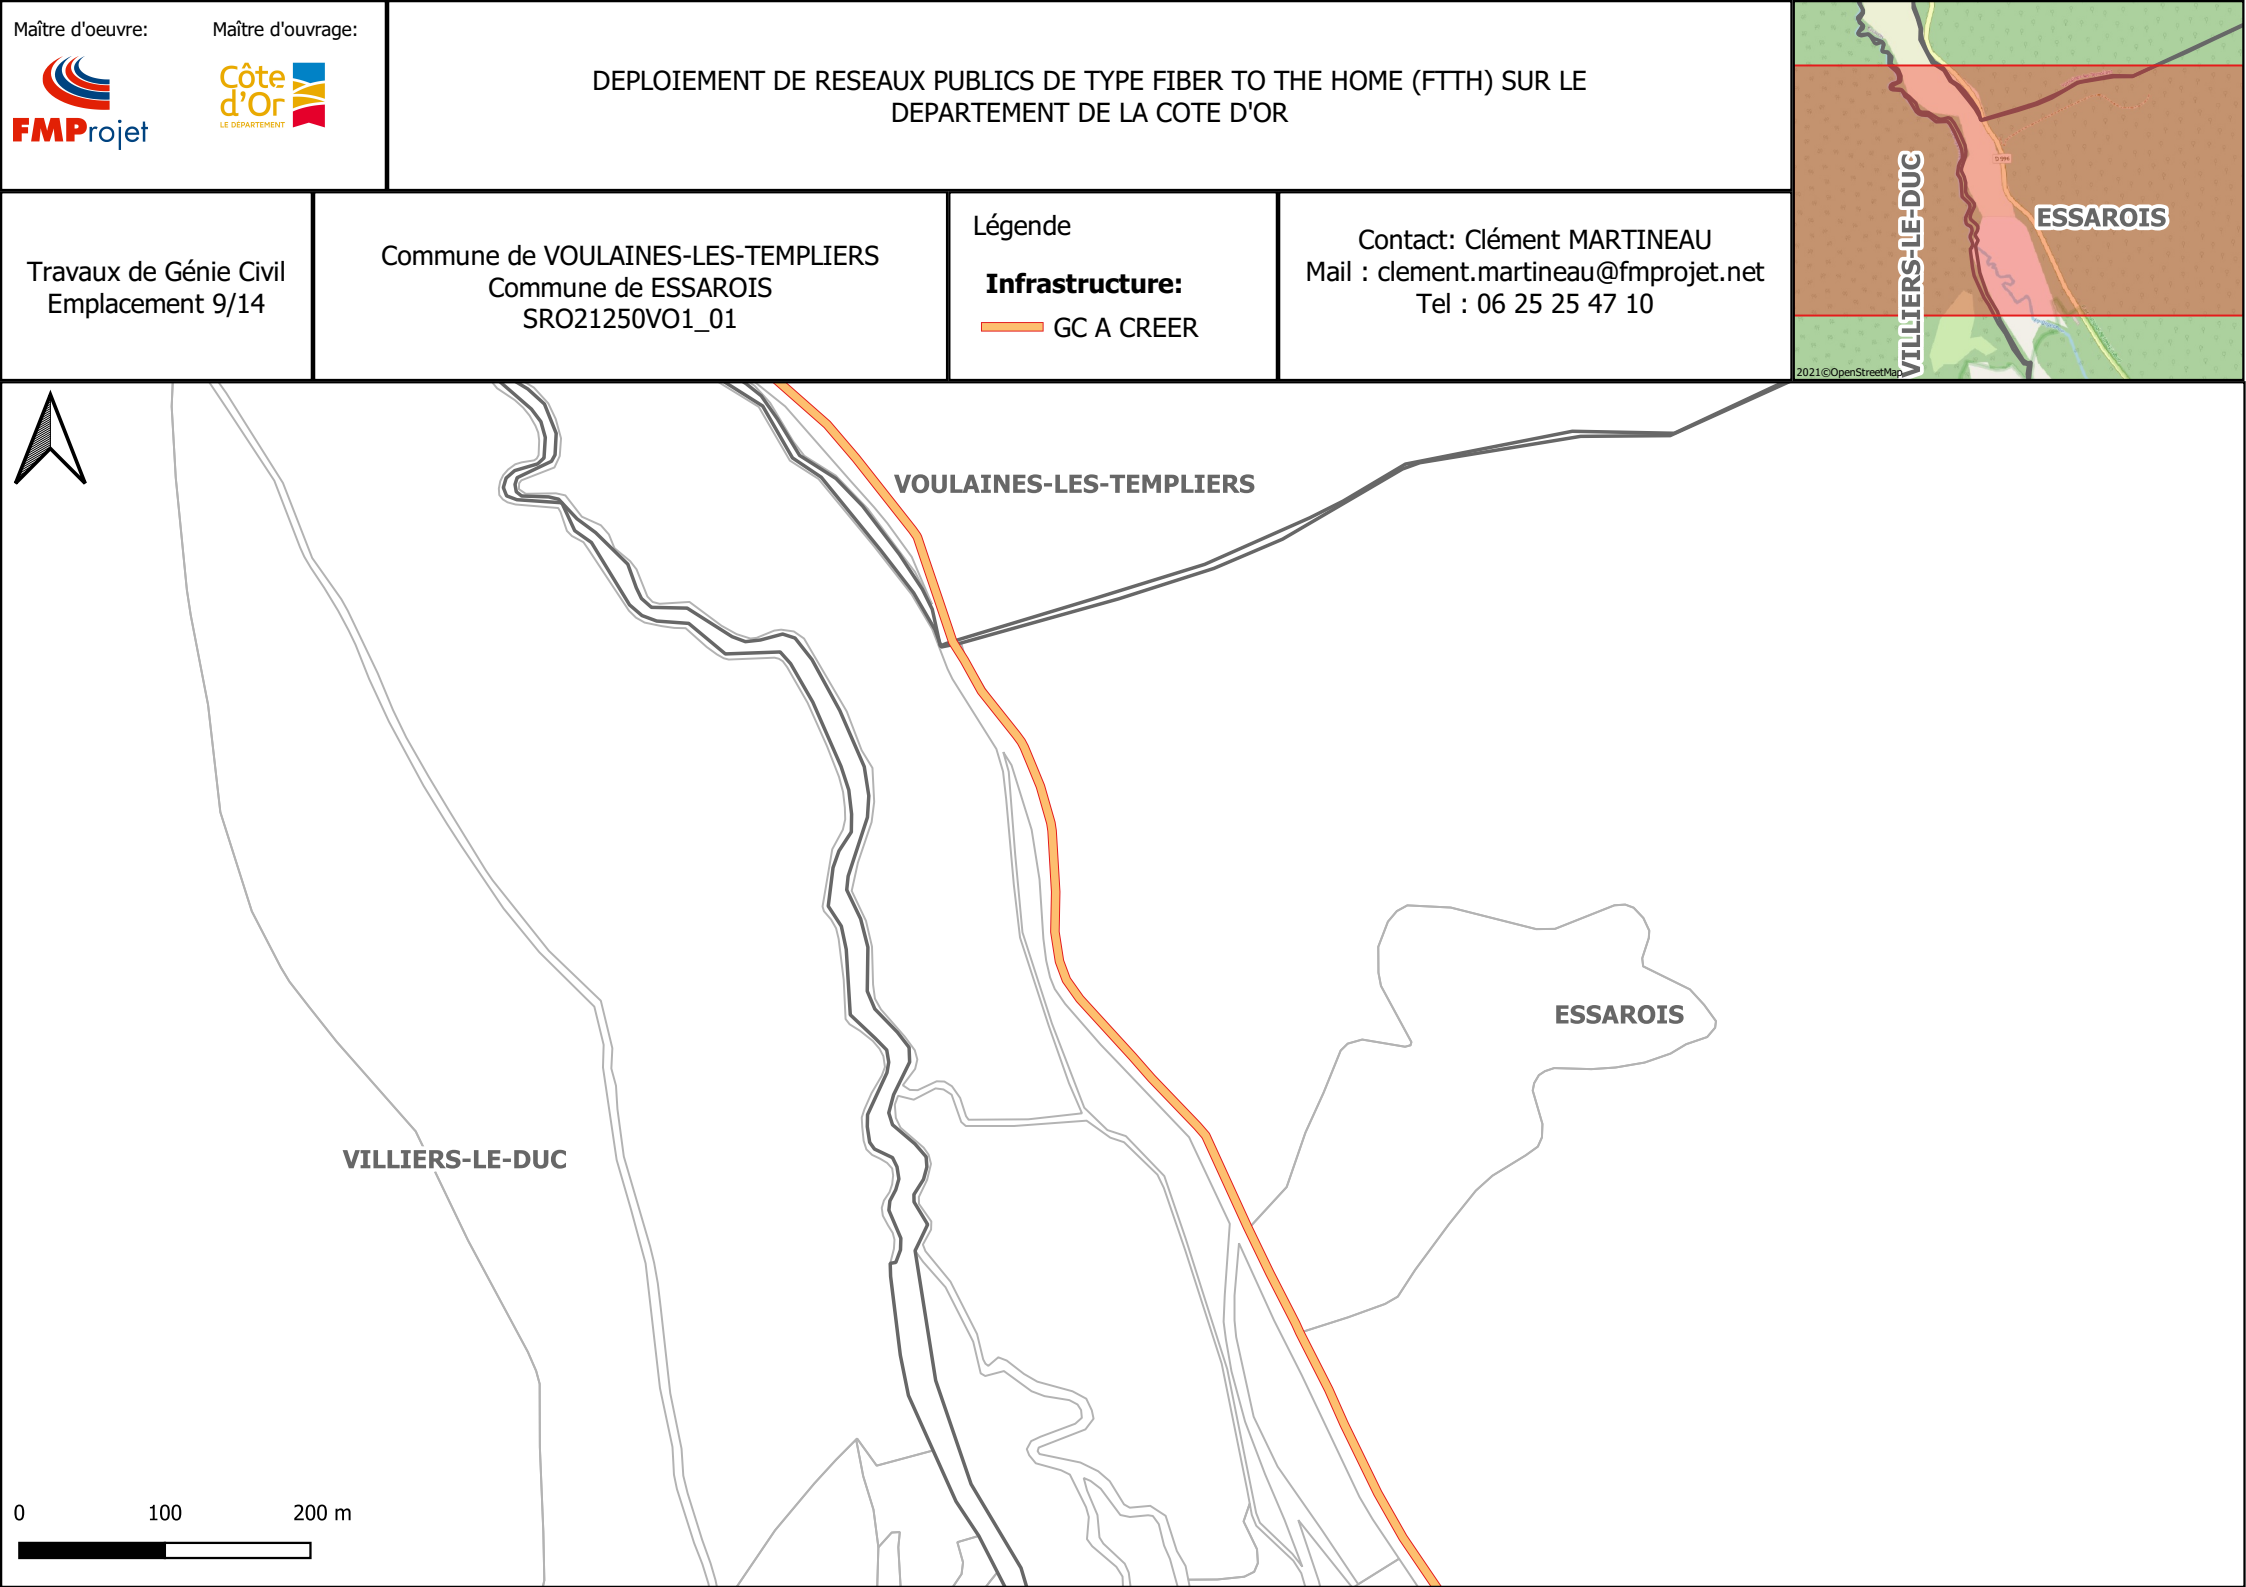 Maître d'oeuvre:
Maître d'ouvrage:
FMProjet
Côte
d'Or
LE DÉPARTEMENT
DEPLOIEMENT DE RESEAUX PUBLICS DE TYPE FIBER TO THE HOME (FTTH) SUR LE
DEPARTEMENT DE LA COTE D'OR
Travaux de Génie Civil
Emplacement 9/14
Commune de VOULAINES-LES-TEMPLIERS
Commune de ESSAROIS
SRO21250VO1_01
Légende
Infrastructure:
GC A CREER
Contact: Clément MARTINEAU
Mail : clement.martineau@fmprojet.net
Tel : 06 25 25 47 10
D 996
VILLIERS-LE-DUC
ESSAROIS
2021©OpenStreetMap
VOULAINES-LES-TEMPLIERS
ESSAROIS
VILLIERS-LE-DUC
0 100 200 m